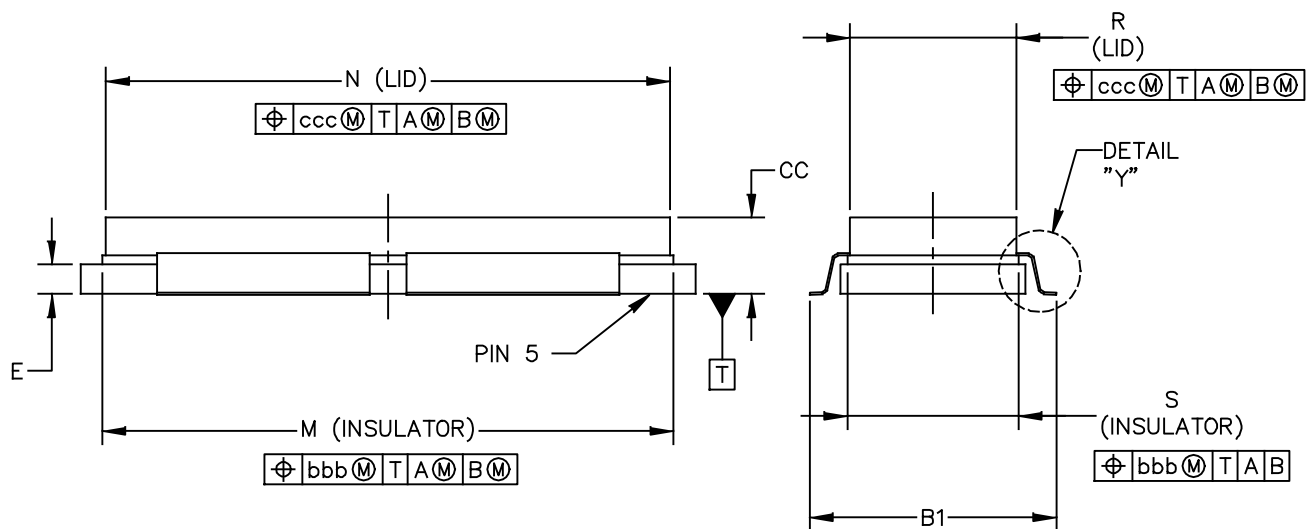 R
(LID)
⌖ ccc Ⓜ T A Ⓜ B Ⓜ
N (LID)
⌖ ccc Ⓜ T A Ⓜ B Ⓜ
DETAIL
"Y"
CC
E
PIN 5
T
M (INSULATOR)
⌖ bbb Ⓜ T A Ⓜ B Ⓜ
S
(INSULATOR)
⌖ bbb Ⓜ T A B
B1